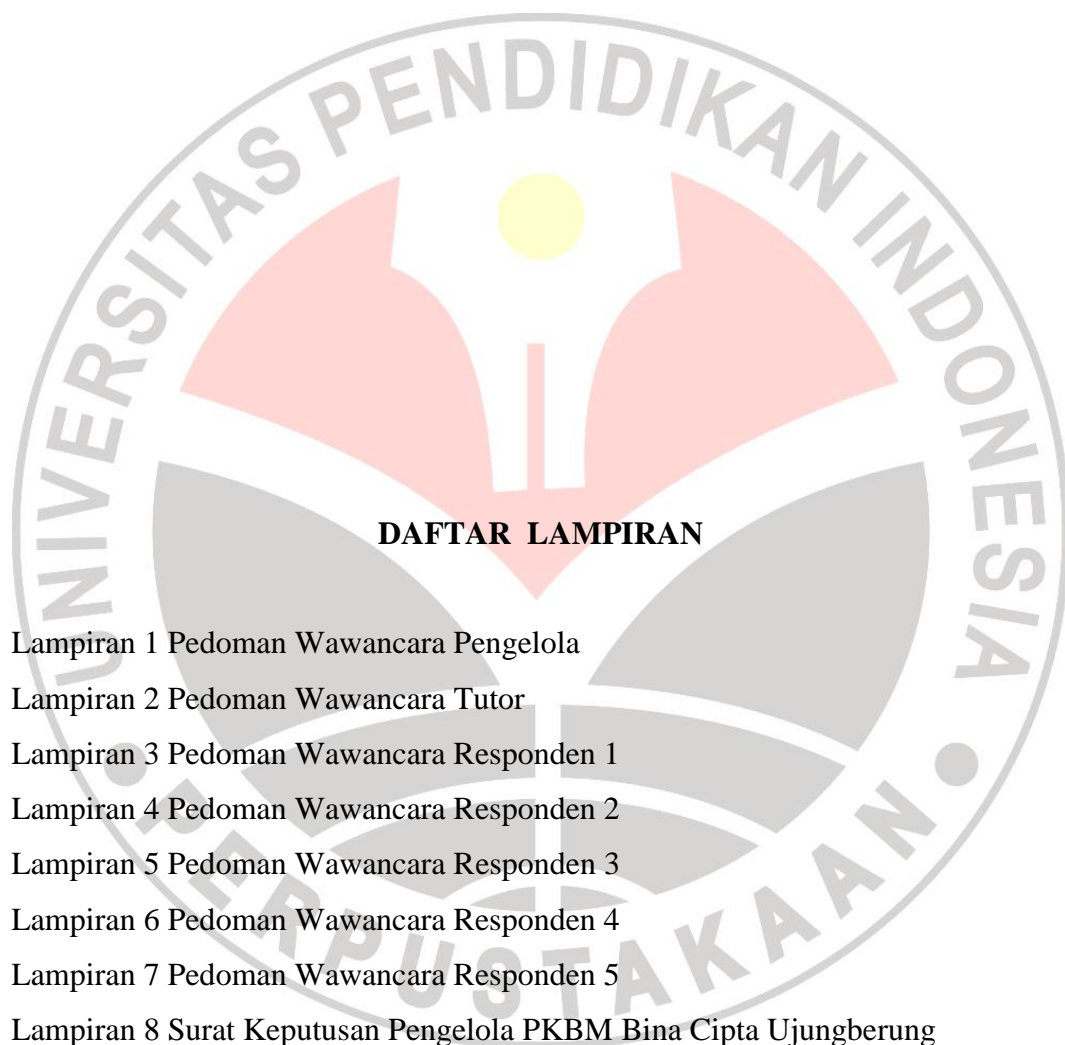 UNIVERSITAS PENDIDIKAN INDONESIA
DAFTAR LAMPIRAN
Lampiran 1 Pedoman Wawancara Pengelola
Lampiran 2 Pedoman Wawancara Tutor
Lampiran 3 Pedoman Wawancara Responden 1
Lampiran 4 Pedoman Wawancara Responden 2
Lampiran 5 Pedoman Wawancara Responden 3
Lampiran 6 Pedoman Wawancara Responden 4
Lampiran 7 Pedoman Wawancara Responden 5
Lampiran 8 Surat Keputusan Pengelola PKBM Bina Cipta Ujungberung
PERPUSTAKAAN